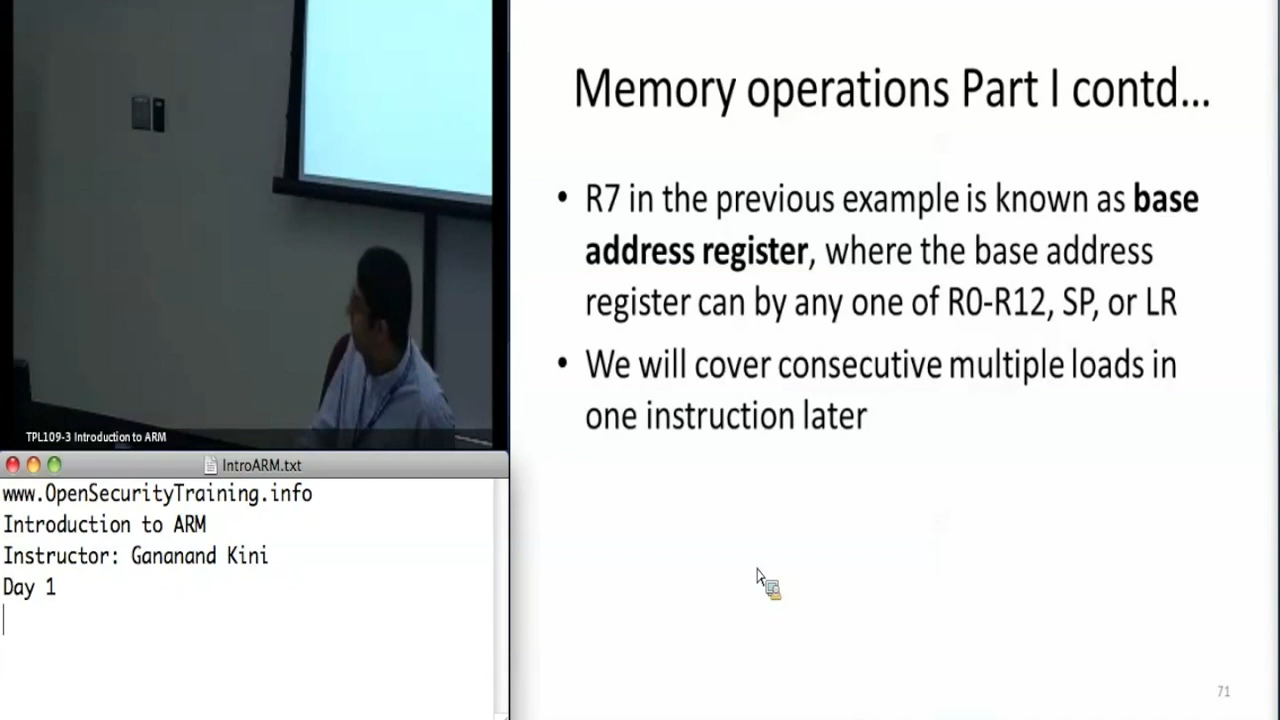 Memory operations Part I contd...
• R7 in the previous example is known as base
address register, where the base address
register can by any one of R0-R12, SP, or LR
• We will cover consecutive multiple loads in
one instruction later
71
TPL109-3 Introduction to ARM
IntroARM.txt
www.OpenSecurityTraining.info
Introduction to ARM
Instructor: Gananand Kini
Day 1